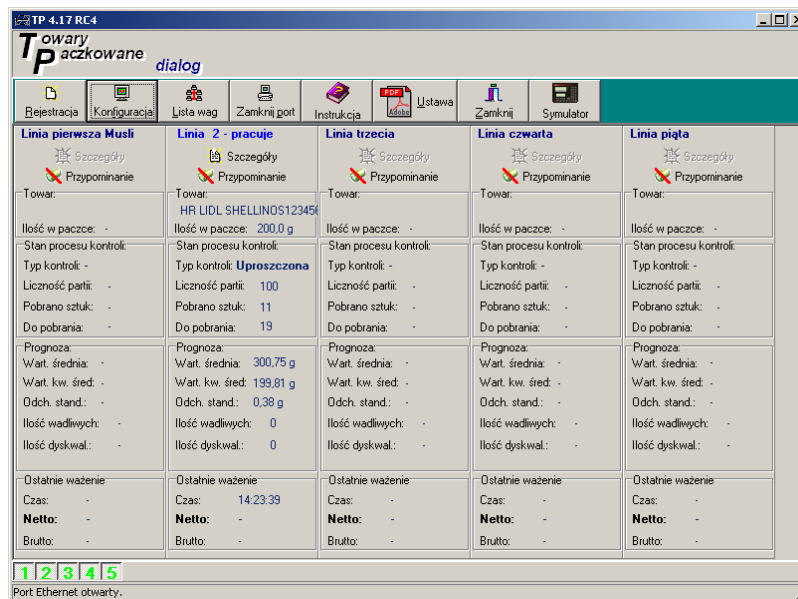 TP 4.17 RC4
Towary
Paczkowane
dialog
Rejestracja Konfiguracja Lista wag Zamknij port Instrukcja PDF Adobe Ustawa Zamknij Symulator
Linia pierwsza Musli
Szczegóły
Przypominanie
Towar:
Ilość w paczce: -
Stan procesu kontroli:
Typ kontroli: -
Liczność partii: -
Pobrano sztuk: -
Do pobrania: -
Prognoza:
Wart. średnia: -
Wart. kw. śred: -
Odch. stand.: -
Ilość wadliwych: -
Ilość dyskwal.: -
Ostatnie ważenie
Czas: -
Netto: -
Brutto: -
Linia 2 - pracuje
Szczegóły
Przypominanie
Towar:
HR LIDL SHELLINOS123456
Ilość w paczce: 200,0 g
Stan procesu kontroli:
Typ kontroli: Uproszczona
Liczność partii: 100
Pobrano sztuk: 11
Do pobrania: 19
Prognoza:
Wart. średnia: 300,75 g
Wart. kw. śred: 199,81 g
Odch. stand.: 0,38 g
Ilość wadliwych: 0
Ilość dyskwal.: 0
Ostatnie ważenie
Czas: 14:23:39
Netto: -
Brutto: -
Linia trzecia
Szczegóły
Przypominanie
Towar:
Ilość w paczce: -
Stan procesu kontroli:
Typ kontroli: -
Liczność partii: -
Pobrano sztuk: -
Do pobrania: -
Prognoza:
Wart. średnia: -
Wart. kw. śred: -
Odch. stand.: -
Ilość wadliwych: -
Ilość dyskwal.: -
Ostatnie ważenie
Czas: -
Netto: -
Brutto: -
Linia czwarta
Szczegóły
Przypominanie
Towar:
Ilość w paczce: -
Stan procesu kontroli:
Typ kontroli: -
Liczność partii: -
Pobrano sztuk: -
Do pobrania: -
Prognoza:
Wart. średnia: -
Wart. kw. śred: -
Odch. stand.: -
Ilość wadliwych: -
Ilość dyskwal.: -
Ostatnie ważenie
Czas: -
Netto: -
Brutto: -
Linia piąta
Szczegóły
Przypominanie
Towar:
Ilość w paczce: -
Stan procesu kontroli:
Typ kontroli: -
Liczność partii: -
Pobrano sztuk: -
Do pobrania: -
Prognoza:
Wart. średnia: -
Wart. kw. śred: -
Odch. stand.: -
Ilość wadliwych: -
Ilość dyskwal.: -
Ostatnie ważenie
Czas: -
Netto: -
Brutto: -
1 2 3 4 5
Port Ethernet otwarty.